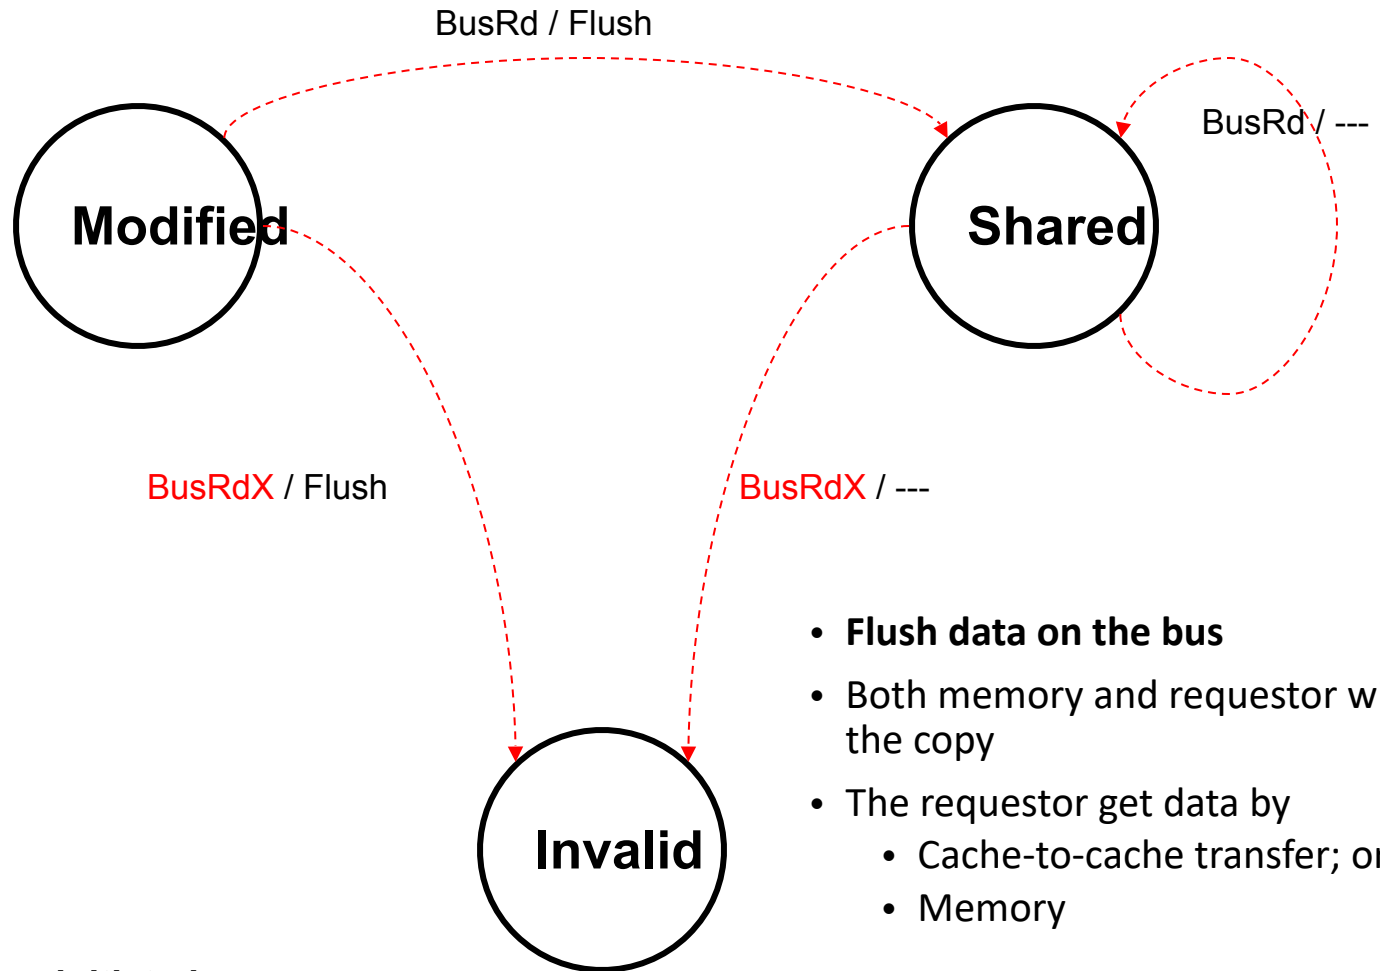 BusRd / Flush
BusRd / ---
Modified
Shared
BusRdX / Flush
BusRdX / ---
• Flush data on the bus
• Both memory and requestor w
the copy
• The requestor get data by
• Cache-to-cache transfer; or
• Memory
Invalid